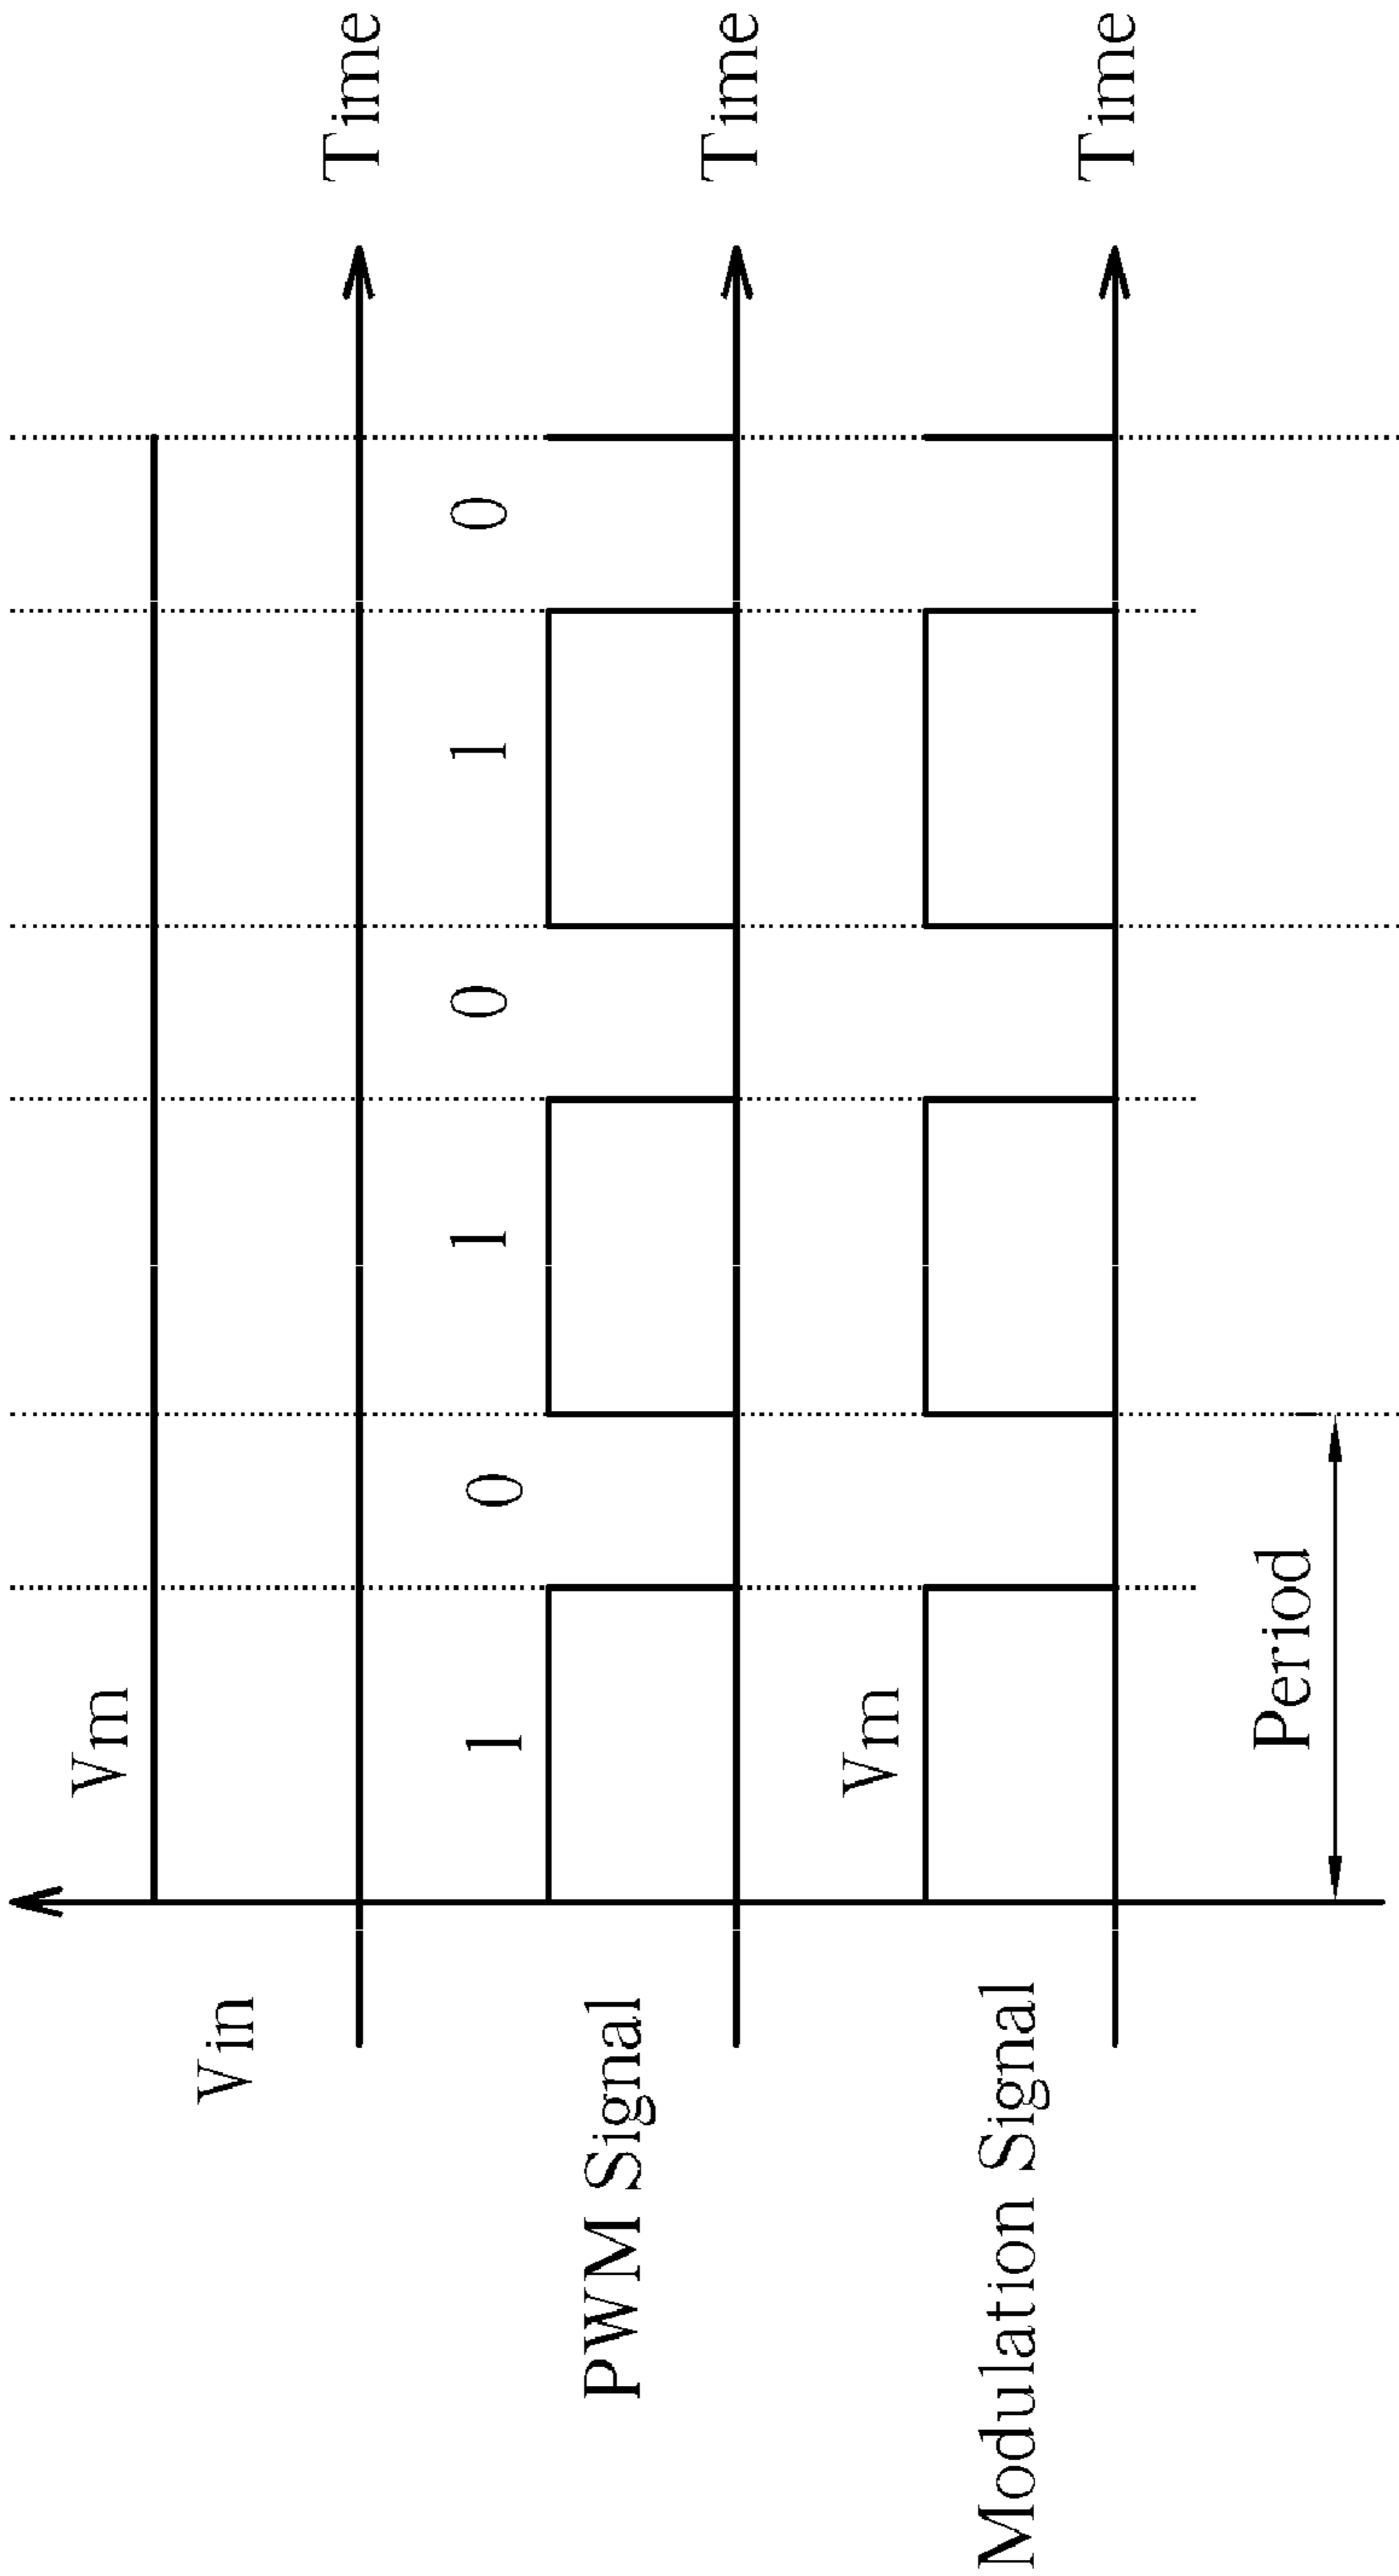 Vm
Vin
Time
1 0 1 0 1 0
PWM Signal
Time
Vm
Modulation Signal
Time
Period